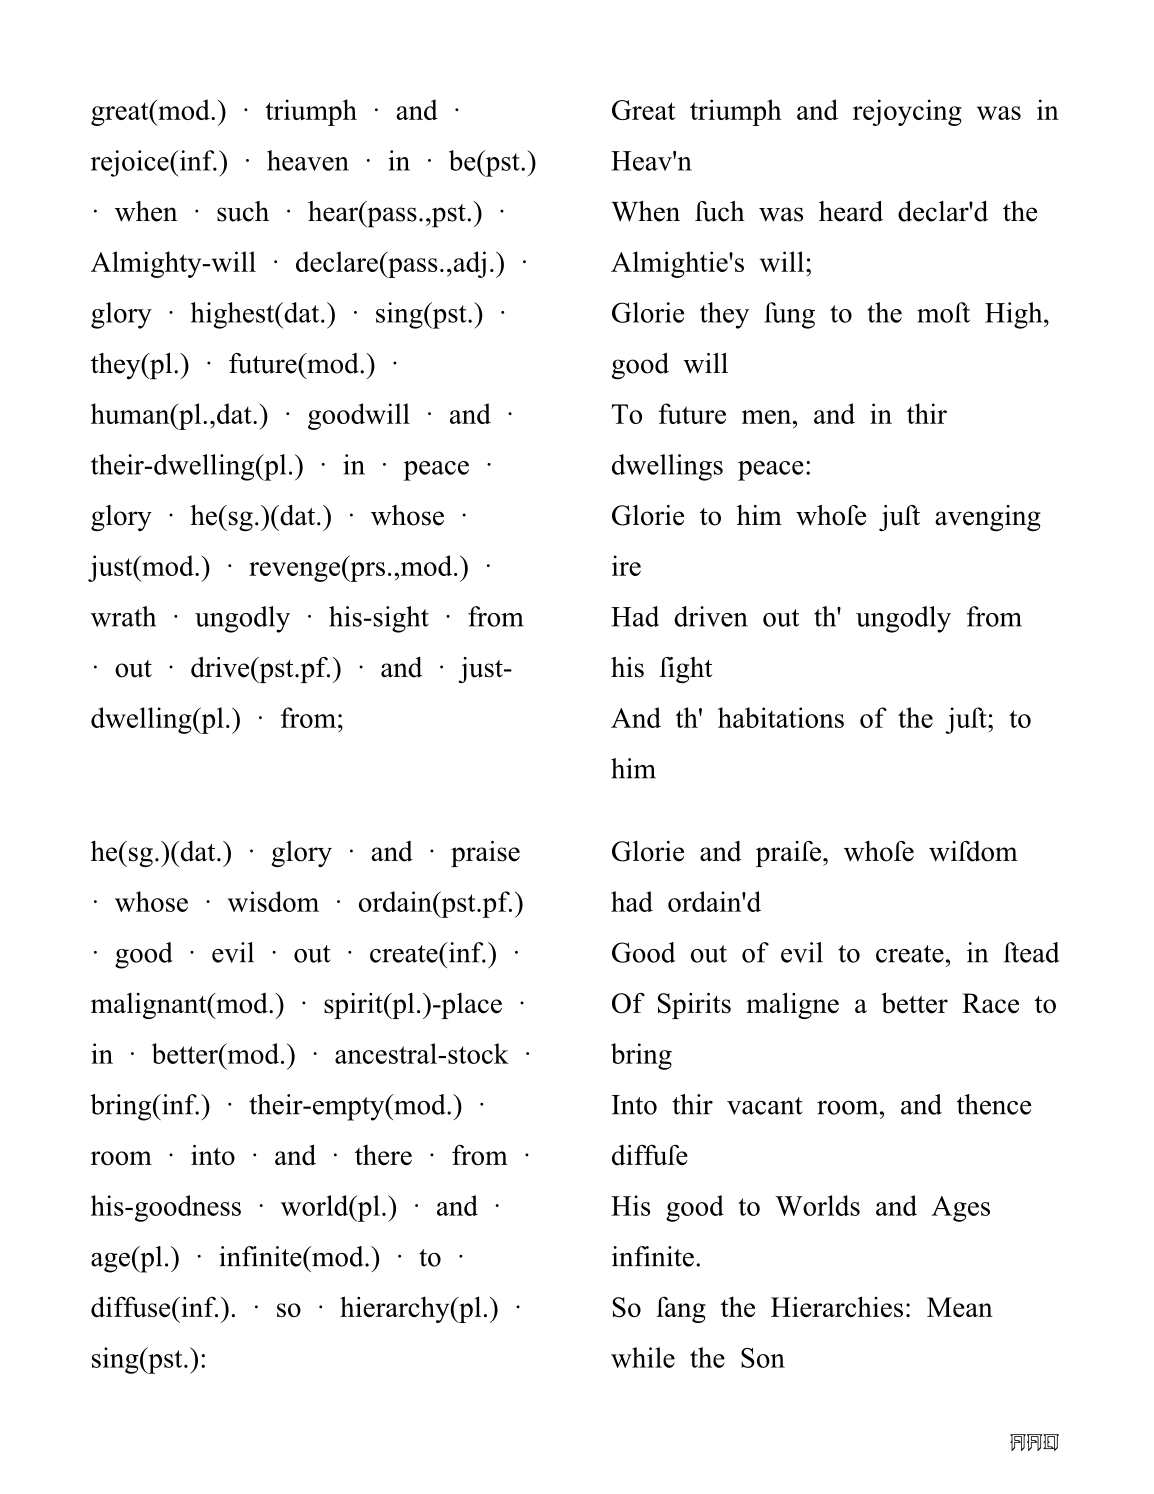 great(mod.) · triumph · and ·
rejoice(inf.) · heaven · in · be(pst.)
· when · such · hear(pass.,pst.) ·
Almighty-will · declare(pass.,adj.) ·
glory · highest(dat.) · sing(pst.) ·
they(pl.) · future(mod.) ·
human(pl.,dat.) · goodwill · and ·
their-dwelling(pl.) · in · peace ·
glory · he(sg.)(dat.) · whose ·
just(mod.) · revenge(prs.,mod.) ·
wrath · ungodly · his-sight · from
· out · drive(pst.pf.) · and · just-
dwelling(pl.) · from;
he(sg.)(dat.) · glory · and · praise
· whose · wisdom · ordain(pst.pf.)
· good · evil · out · create(inf.) ·
malignant(mod.) · spirit(pl.)-place ·
in · better(mod.) · ancestral-stock ·
bring(inf.) · their-empty(mod.) ·
room · into · and · there · from ·
his-goodness · world(pl.) · and ·
age(pl.) · infinite(mod.) · to ·
diffuse(inf.). · so · hierarchy(pl.) ·
sing(pst.):
Great triumph and rejoycing was in
Heav'n
When ſuch was heard declar'd the
Almightie's will;
Glorie they ſung to the moſt High,
good will
To future men, and in thir
dwellings peace:
Glorie to him whoſe juſt avenging
ire
Had driven out th' ungodly from
his ſight
And th' habitations of the juſt; to
him
Glorie and praiſe, whoſe wiſdom
had ordain'd
Good out of evil to create, in ſtead
Of Spirits maligne a better Race to
bring
Into thir vacant room, and thence
diffuſe
His good to Worlds and Ages
infinite.
So ſang the Hierarchies: Mean
while the Son